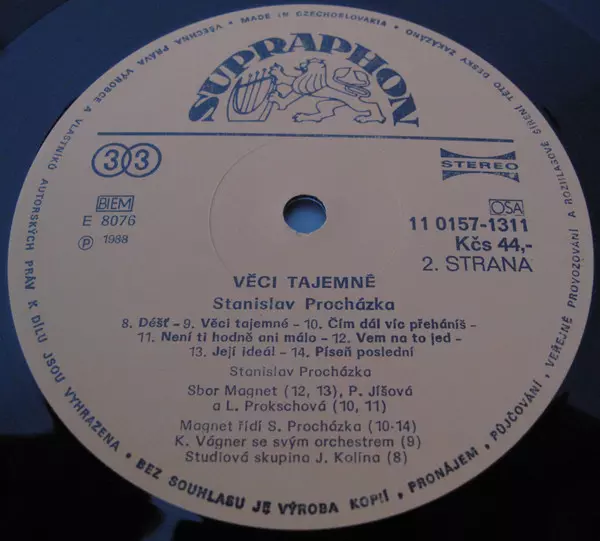 VŠECHNA PRÁVA VÝROBCE A VLASTNÍKŮ AUTORSKÝCH PRÁV K DÍLU JSOU VYHRAZENA • BEZ SOUHLASU JE VÝROBA KOPIÍ, PRONÁJEM, PŮJČOVÁNÍ, VEŘEJNÉ PROVOZOVÁNÍ A ROZHLASOVÉ ŠÍŘENÍ TÉTO DESKY ZAKÁZÁNO • MADE IN CZECHOSLOVAKIA •
SUPRAPHON
33
STEREO
BIEM
E 8076
Ⓟ 1988
OSA
11 0157-1311
Kčs 44,-
2. STRANA
VĚCI TAJEMNÉ
Stanislav Procházka
8. Déšť – 9. Věci tajemné – 10. Čím dál víc přeháníš –
11. Není ti hodně ani málo – 12. Vem na to jed –
13. Její ideál – 14. Píseň poslední
Stanislav Procházka
Sbor Magnet (12, 13), P. Jíšová
a L. Prokschová (10, 11)
Magnet řídí S. Procházka (10-14)
K. Vágner se svým orchestrem (9)
Studiová skupina J. Kolína (8)